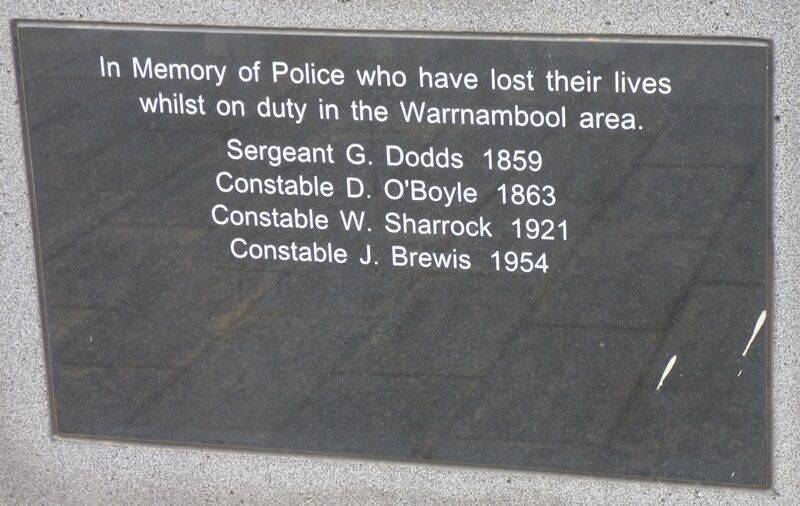 In Memory of Police who have lost their lives
whilst on duty in the Warrnambool area.
Sergeant G. Dodds 1859
Constable D. O'Boyle 1863
Constable W. Sharrock 1921
Constable J. Brewis 1954